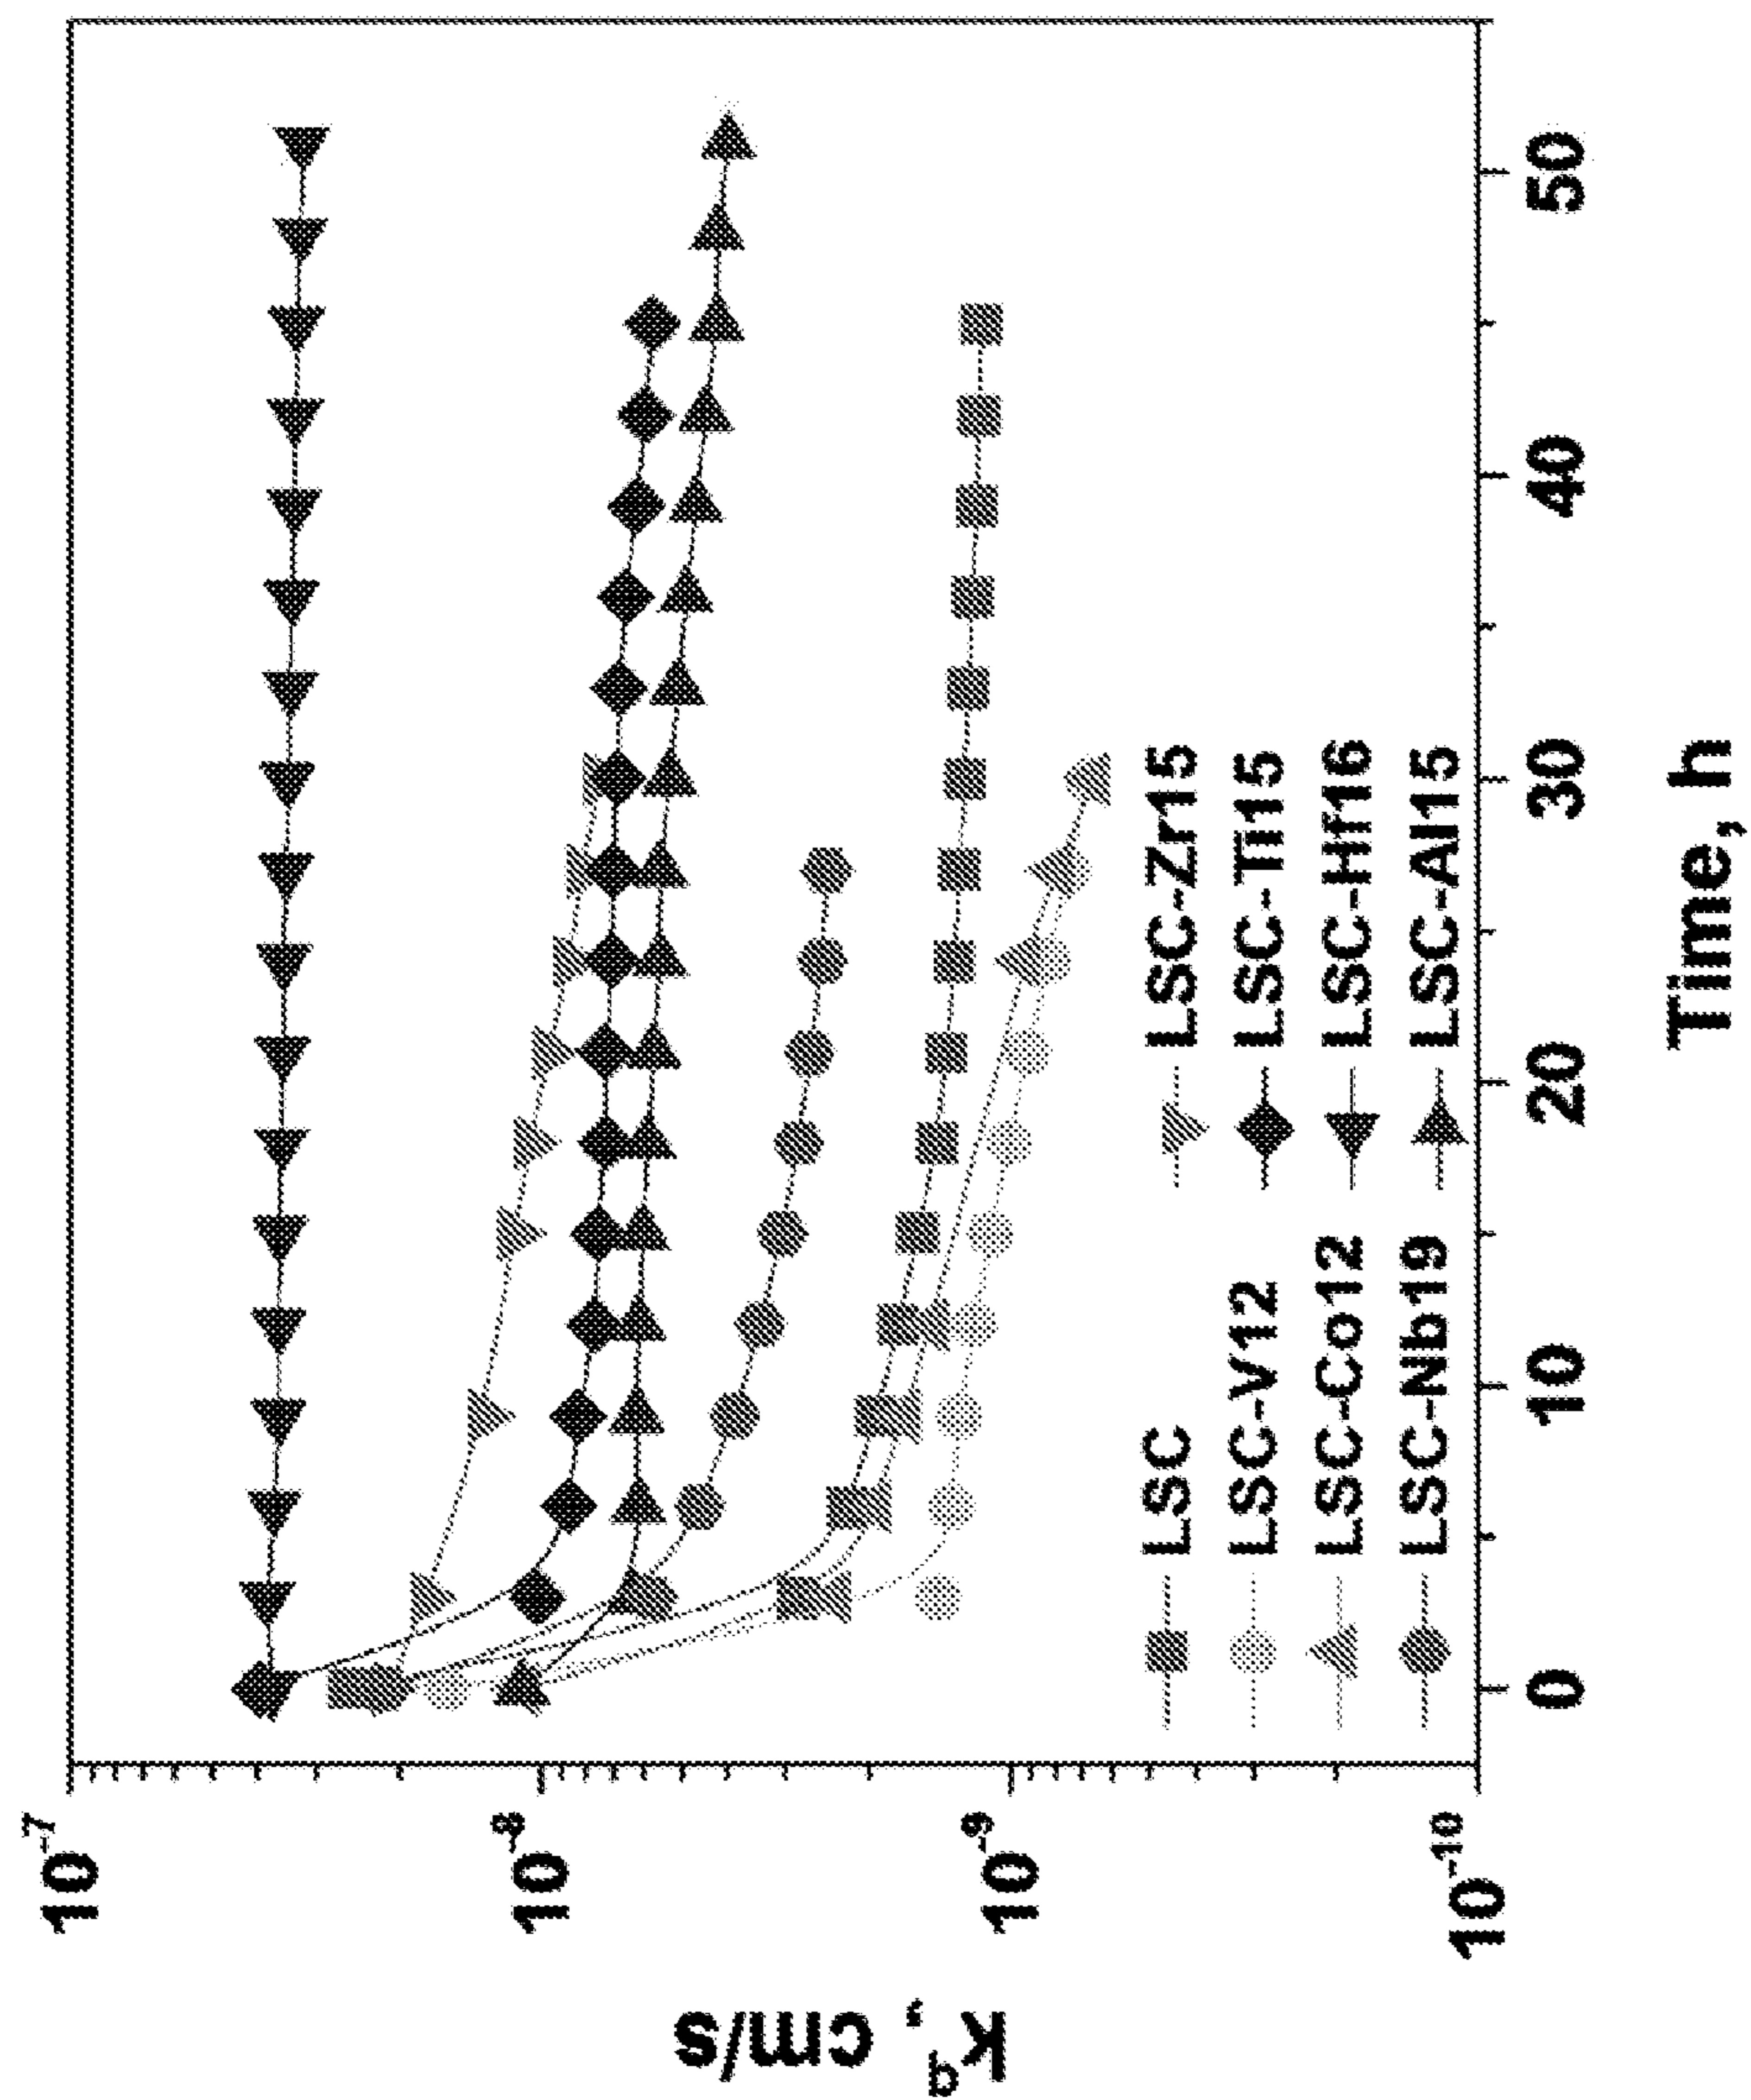 kq, cm/s
10-7
10-8
10-9
10-10
LSC
LSC-V12
LSC-Co12
LSC-Nb19
LSC-Zr15
LSC-Ti15
LSC-Hf16
LSC-Al15
0 10 20 30 40 50
Time, h